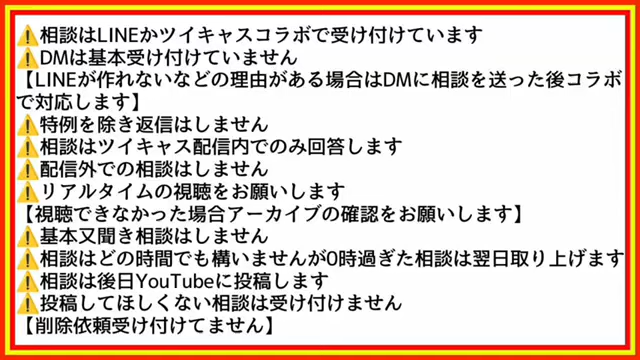 ⚠️相談はLINEかツイキャスコラボで受け付けています
⚠️DMは基本受け付けていません
【LINEが作れないなどの理由がある場合はDMに相談を送った後コラボ
で対応します】
⚠️特例を除き返信はしません
⚠️相談はツイキャス配信内でのみ回答します
⚠️配信外での相談はしません
⚠️リアルタイムの視聴をお願いします
【視聴できなかった場合アーカイブの確認をお願いします】
⚠️基本又聞き相談はしません
⚠️相談はどの時間でも構いませんが0時過ぎた相談は翌日取り上げます
⚠️相談は後日YouTubeに投稿します
⚠️投稿してほしくない相談は受け付けません
【削除依頼受け付けてません】